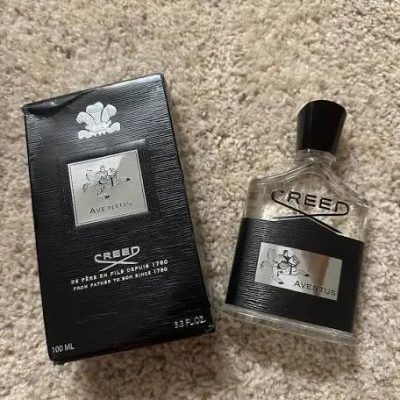 AVENTUS
CREED
DE PÈRE EN FILS DEPUIS 1760
FROM FATHER TO SON SINCE 1760
100 ML
3.3 FL.OZ.
CREED
AVENTUS